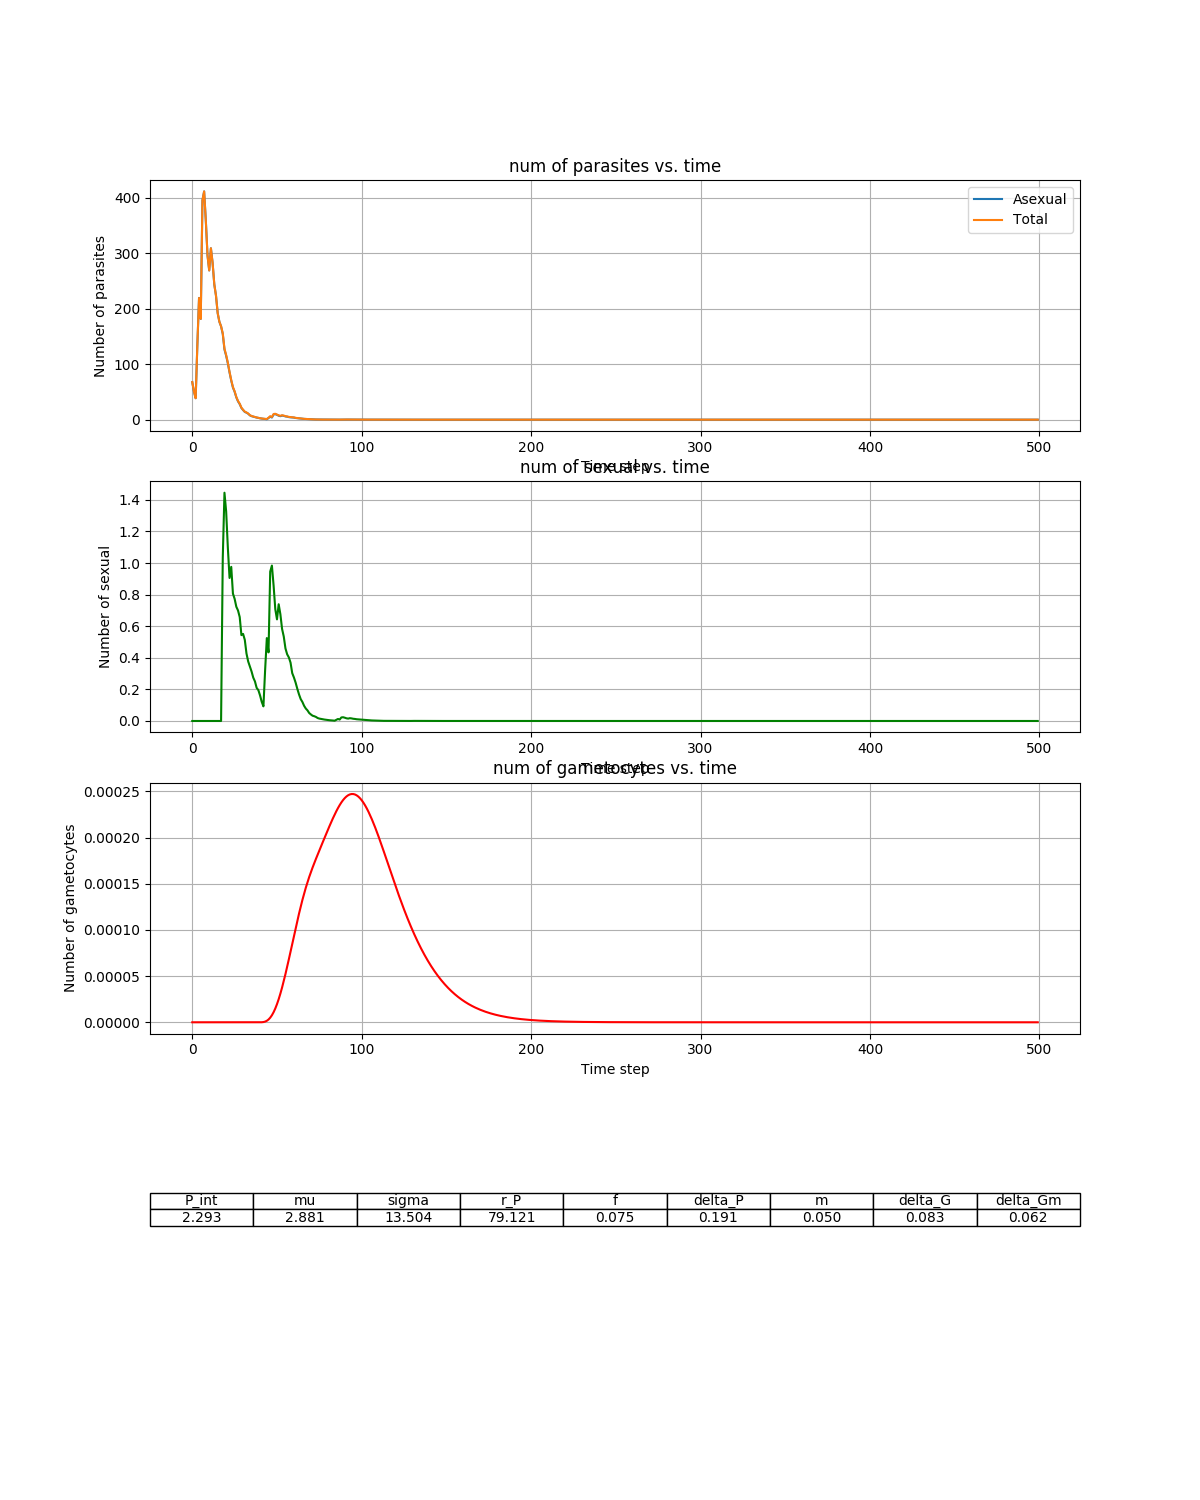 num of parasites vs. time
Number of parasites
400
300
200
100
0
Asexual
Total
0 100 200 300 400 500
Time step
num of sexual vs. time
Number of sexual
1.4
1.2
1.0
0.8
0.6
0.4
0.2
0.0
0 100 200 300 400 500
Time step
num of gametocytes vs. time
Number of gametocytes
0.00025
0.00020
0.00015
0.00010
0.00005
0.00000
0 100 200 300 400 500
Time step
P_int mu sigma r_P f delta_P m delta_G delta_Gm
2.293 2.881 13.504 79.121 0.075 0.191 0.050 0.083 0.062